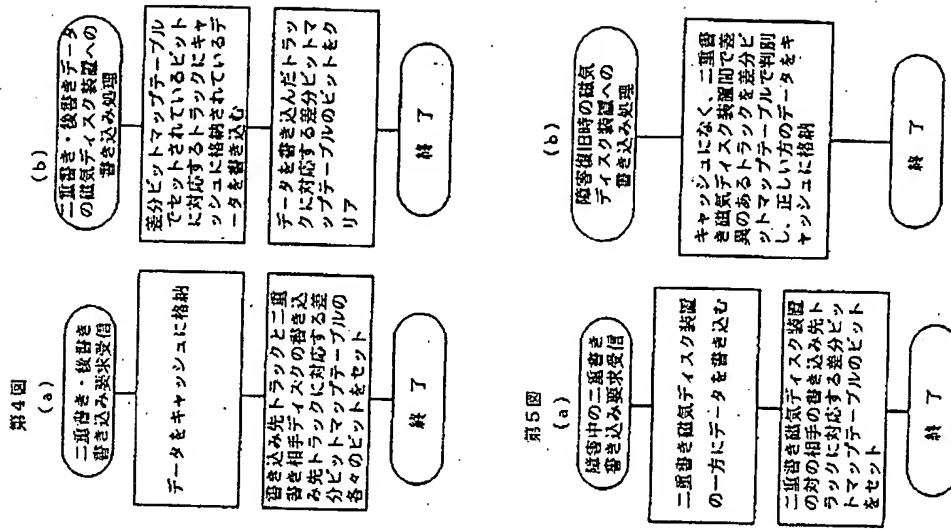 第4図
(a)
二重書き・後書き
書き込み要求受信
データをキャッシュに格納
書き込み先トラックと二重
書き相手ディスクの書き込
み先トラックに対応する差
分ビットマップテーブルの
各々のビットをセット
終了
(b)
二重書き・後書きデータ
の磁気ディスク装置への
書き込み処理
差分ビットマップテーブル
でセットされているビット
に対応するトラックにキャ
ッシュに格納されているデ
ータを書き込む
データを書き込んだトラッ
クに対応する差分ビットマ
ップテーブルのビットをク
リア
終了
第5図
(a)
障害中の二重書き
書き込み要求受信
二重書き磁気ディスク装置
の一方にデータを書き込む
二重書き磁気ディスク装置
の対の相手の書き込み先ト
ラックに対応する差分ビッ
トマップテーブルのビット
をセット
終了
(b)
障害復旧時の磁気
ディスク装置への
書き込み処理
キャッシュになく、二重書
き磁気ディスク装置間で差
異のあるトラックを差分ビ
ットマップテーブルで判別
し、正しい方のデータをキ
ャッシュに格納
終了